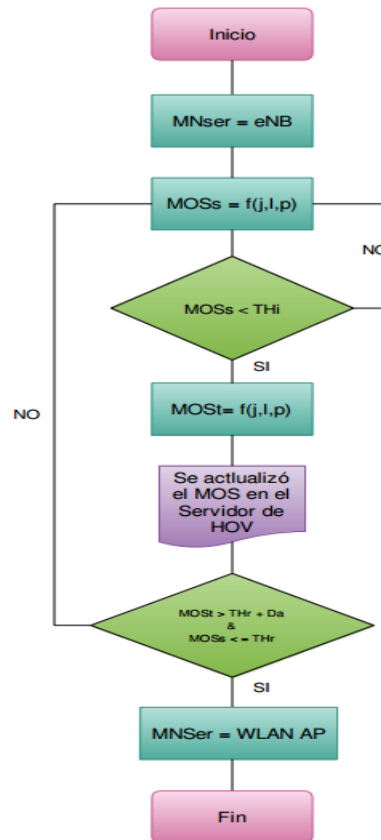 Inicio
MNser = eNB
MOSs = f(j,l,p)
NO
MOSs < THi
SI
MOSt= f(j,l,p)
NO
Se actlualizó
el MOS en el
Servidor de
HOV
MOSt > THr + Da
&
MOSs <= THr
SI
MNSer = WLAN AP
Fin